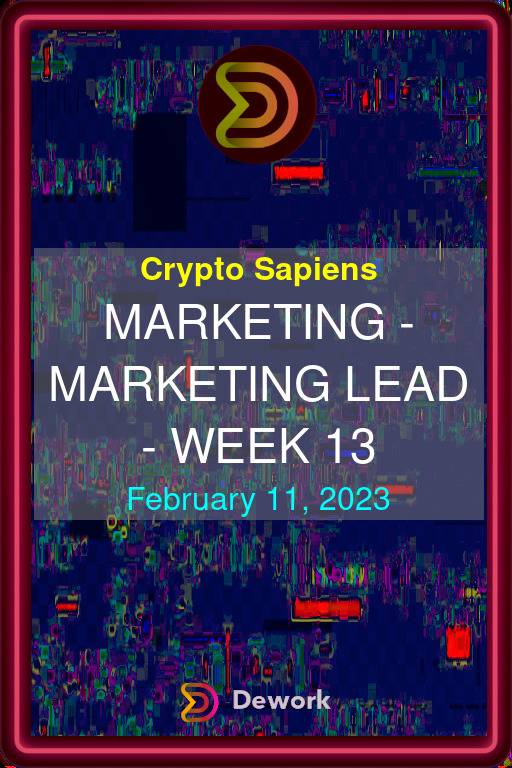 Crypto Sapiens
MARKETING -
MARKETING LEAD
- WEEK 13
February 11, 2023
Dework